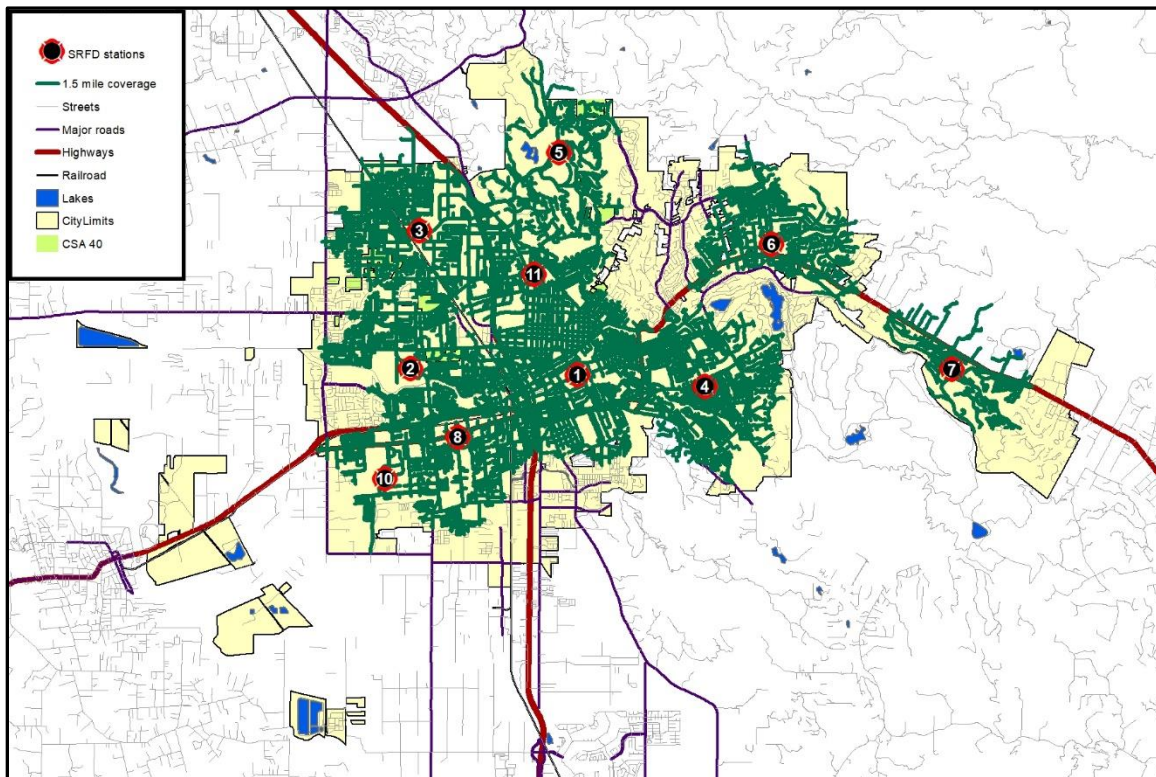 SRFD stations
1.5 mile coverage
Streets
Major roads
Highways
Railroad
Lakes
CityLimits
CSA 40
5
6
3
11
2
1
7
4
8
10